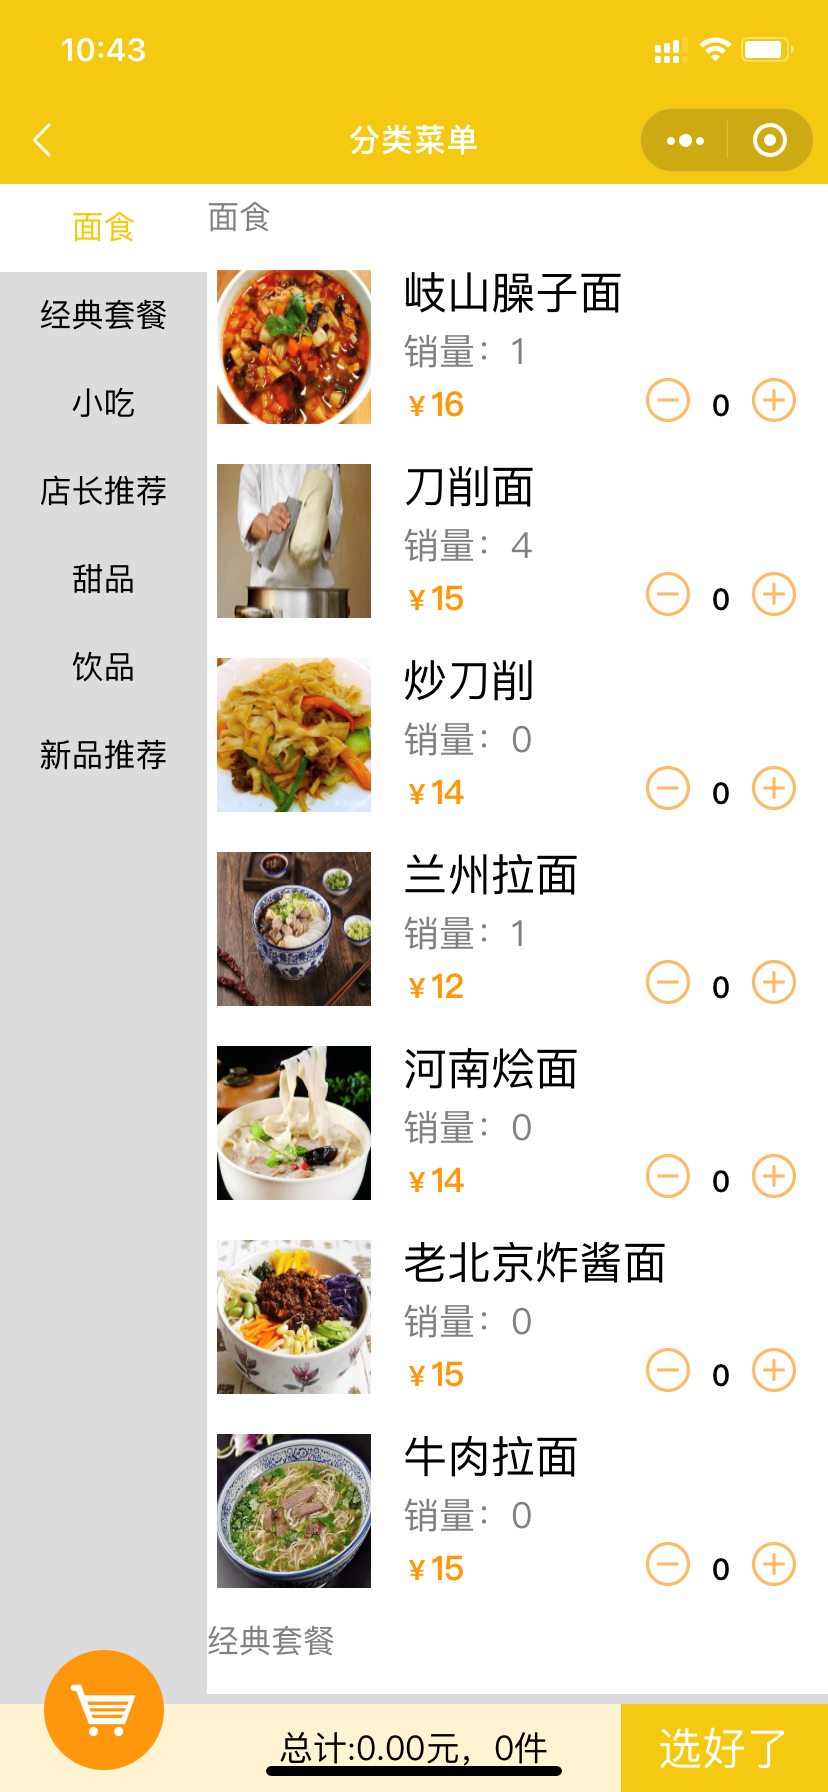 10:43
分类菜单
面食
经典套餐
小吃
店长推荐
甜品
饮品
新品推荐
面食
岐山臊子面
销量：1
¥16
0
刀削面
销量：4
¥15
0
炒刀削
销量：0
¥14
0
兰州拉面
销量：1
¥12
0
河南烩面
销量：0
¥14
0
老北京炸酱面
销量：0
¥15
0
牛肉拉面
销量：0
¥15
0
经典套餐
总计:0.00元，0件
选好了